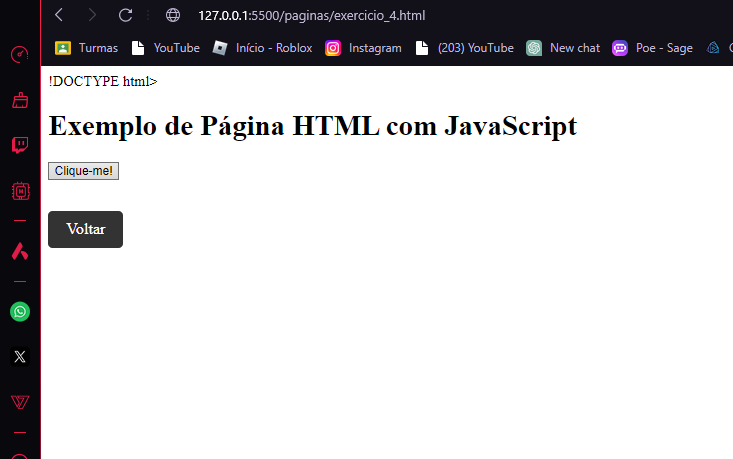 127.0.0.1:5500/paginas/exercicio_4.html
Turmas YouTube Início - Roblox Instagram (203) YouTube New chat Poe - Sage
!DOCTYPE html>
Exemplo de Página HTML com JavaScript
Clique-me!
Voltar